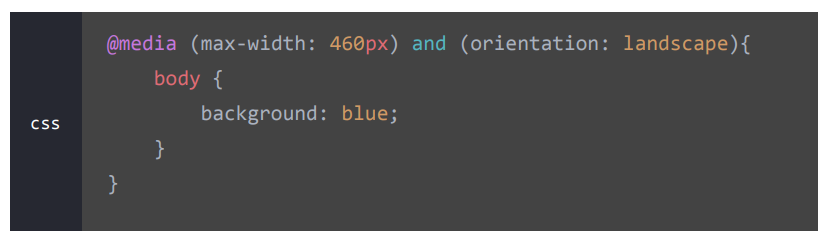 css
@media (max-width: 460px) and (orientation: landscape){
    body {
        background: blue;
    }
}